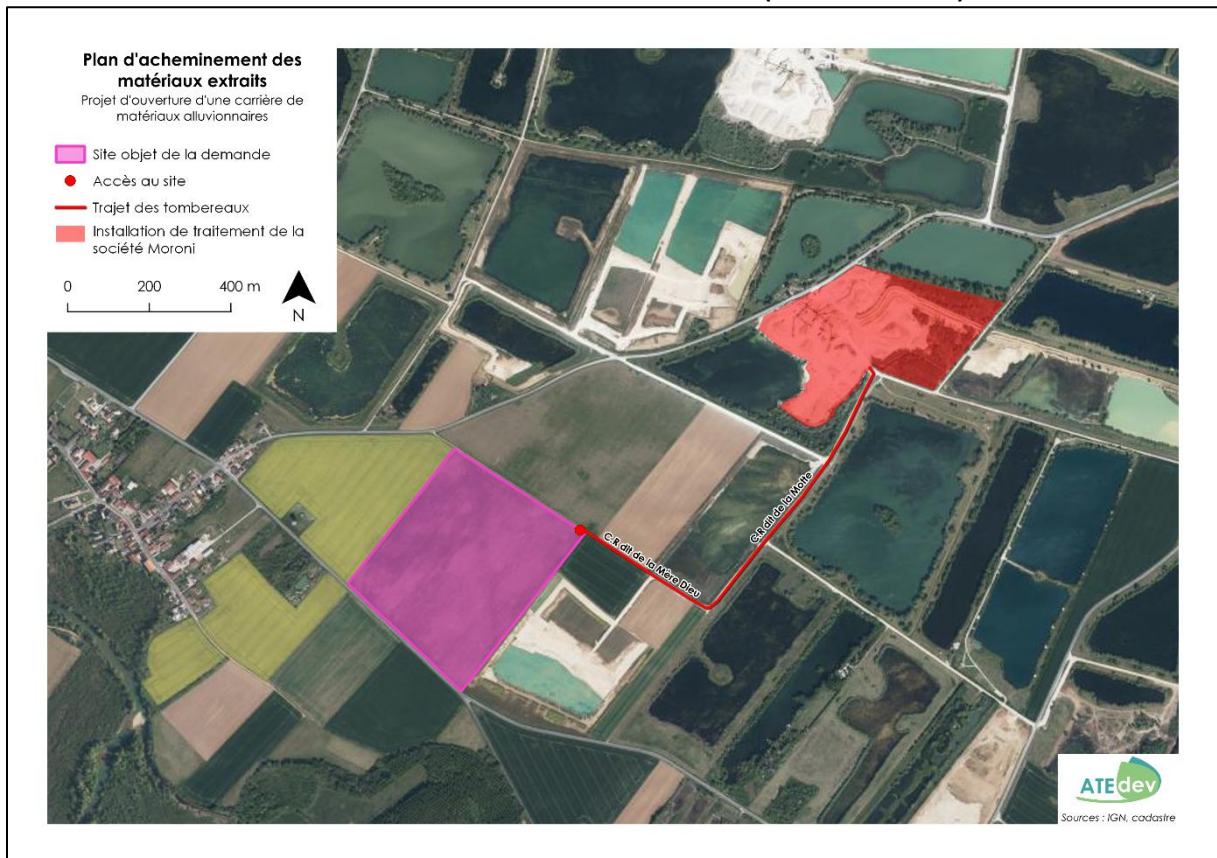 Plan d'acheminement des
matériaux extraits
Projet d'ouverture d'une carrière de
matériaux alluvionnaires
Site objet de la demande
Accès au site
Trajet des tombereaux
Installation de traitement de la
société Moroni
0 200 400 m
N
C.R dit de la Motte
C.R dit de la Mère Dieu
ATEdev
Sources : IGN, cadastre